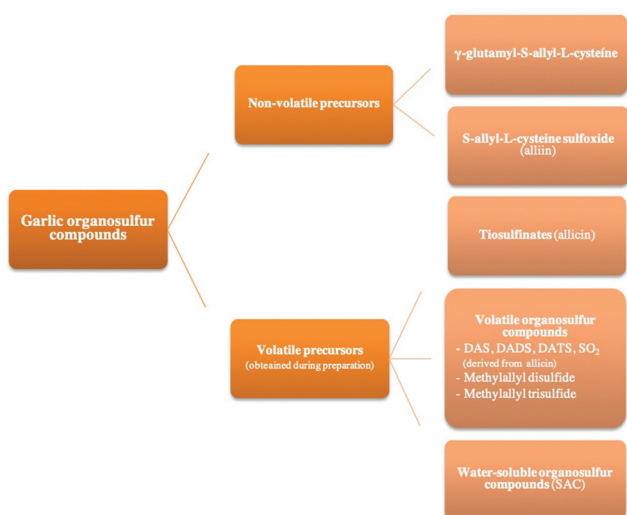 Garlic organosulfur
compounds
Non-volatile precursors
γ-glutamyl-S-allyl-L-cysteíne
S-allyl-L-cysteine sulfoxide
(alliin)
Volatile precursors
(obteained during preparation)
Tiosulfinates (allicin)
Volatile organosulfur
compounds
- DAS, DADS, DATS, SO₂
(derived from allicin)
- Methylallyl disulfide
- Methylallyl trisulfide
Water-soluble organosulfur
compounds (SAC)